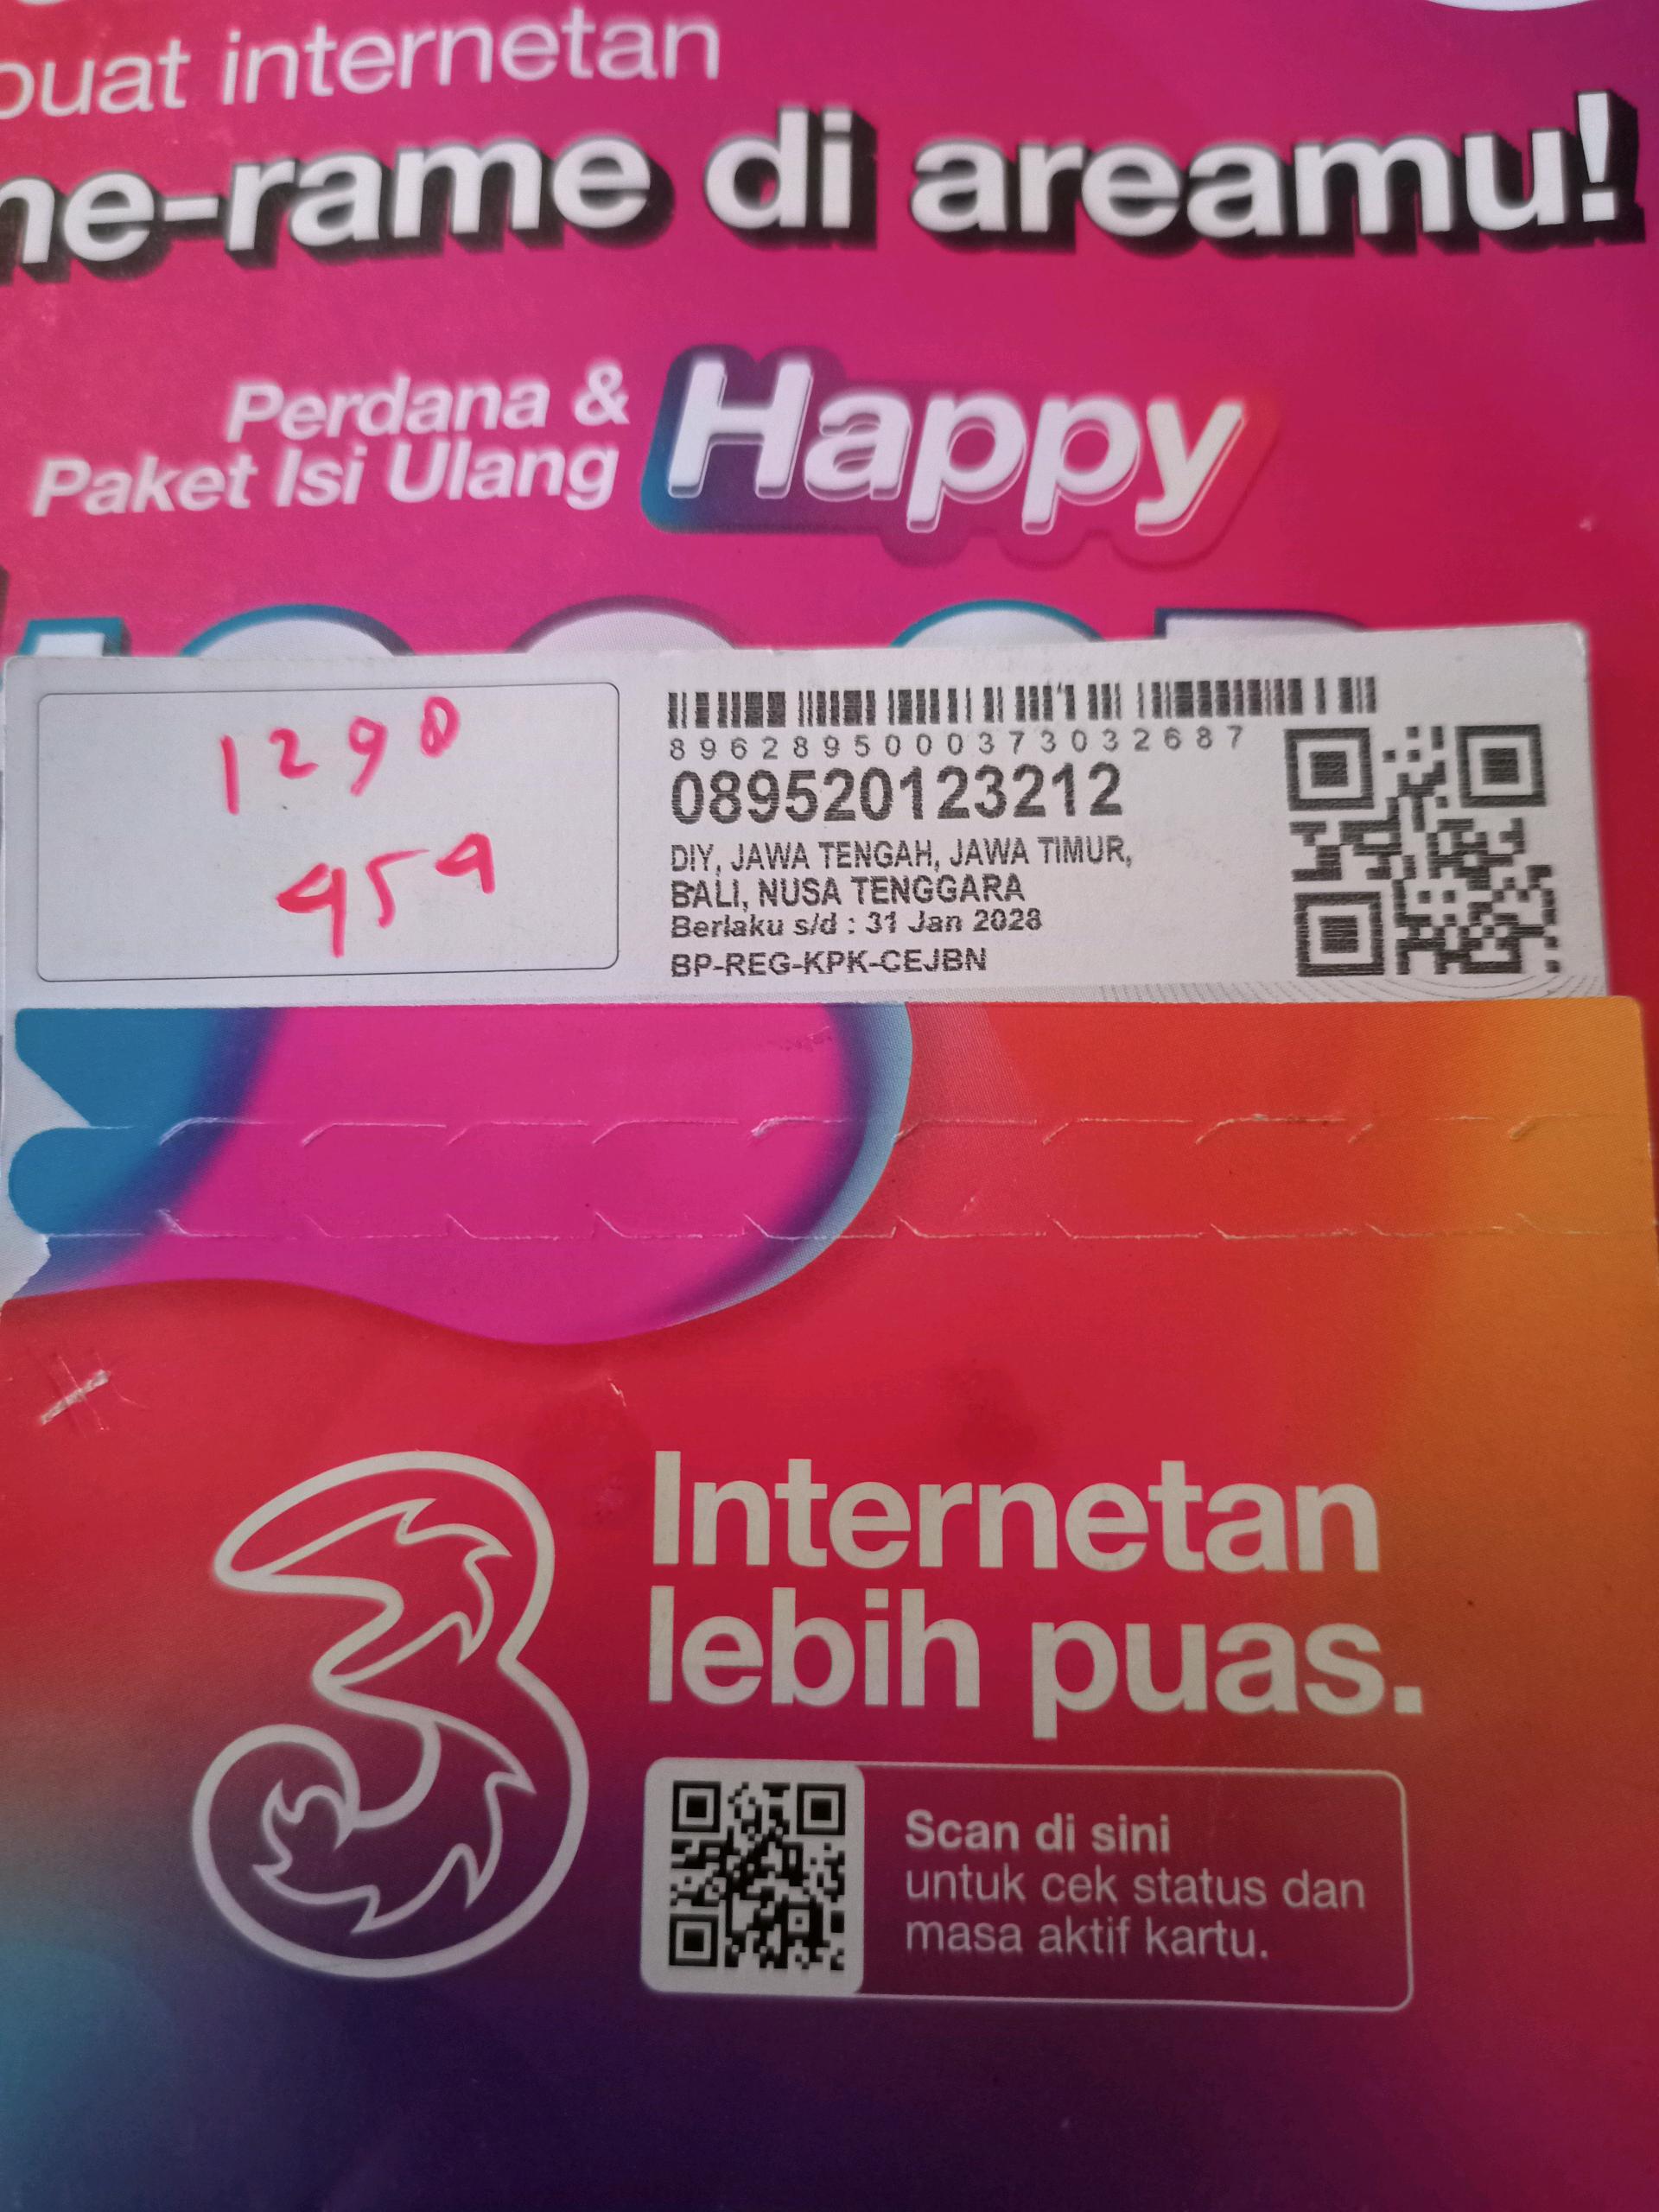 buat internetan
me-rame di areamu!
Perdana &
Paket Isi Ulang
Happy
1290
959
8962895000373032687
089520123212
DIY, JAWA TENGAH, JAWA TIMUR,
BALI, NUSA TENGGARA
Berlaku s/d : 31 Jan 2028
BP-REG-KPK-CEJBN
3
Internetan
lebih puas.
Scan di sini
untuk cek status dan
masa aktif kartu.